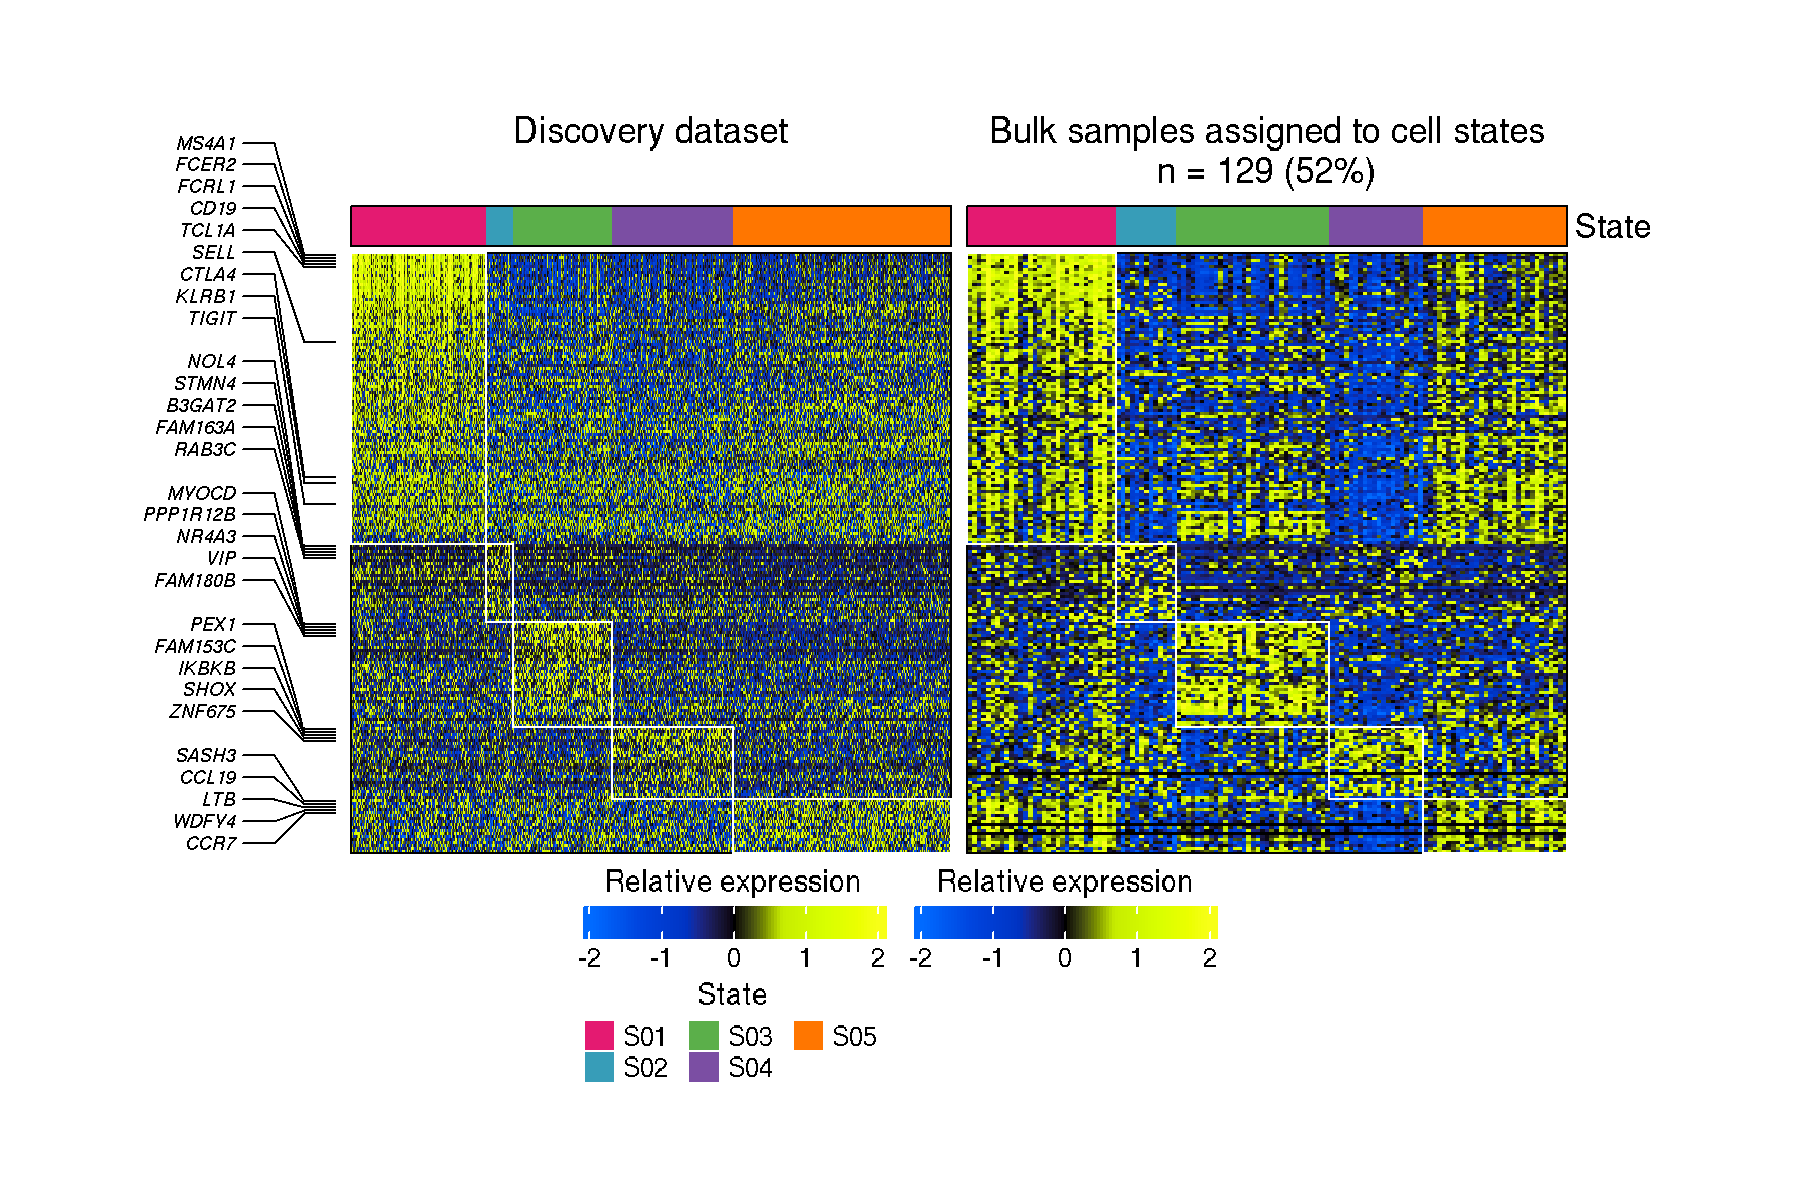 Discovery dataset
Bulk samples assigned to cell states
n = 129 (52%)
State
MS4A1
FCER2
FCRL1
CD19
TCL1A
SELL
CTLA4
KLRB1
TIGIT
NOL4
STMN4
B3GAT2
FAM163A
RAB3C
MYOCD
PPP1R12B
NR4A3
VIP
FAM180B
PEX1
FAM153C
IKBKB
SHOX
ZNF675
SASH3
CCL19
LTB
WDFY4
CCR7
Relative expression
-2 -1 0 1 2
Relative expression
-2 -1 0 1 2
State
S01 S03 S05
S02 S04